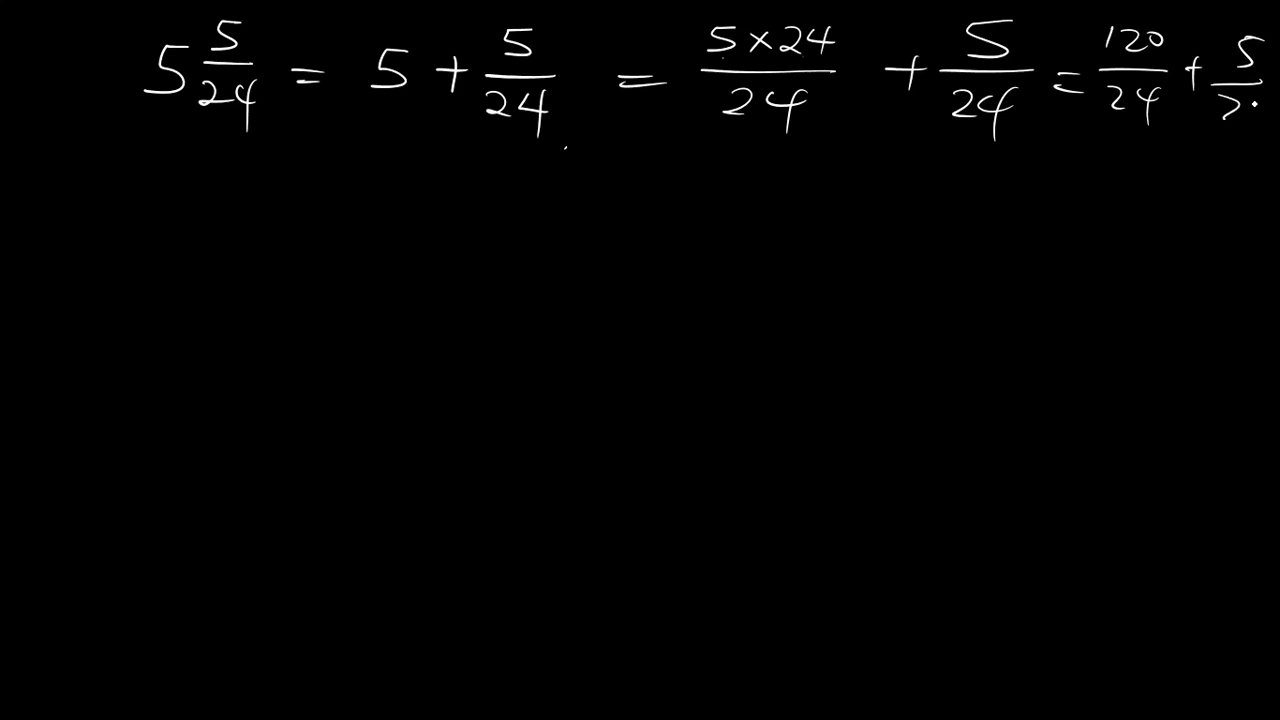 5 5/24 = 5 + 5/24 = 5×24/24 + 5/24 = 120/24 + 5/